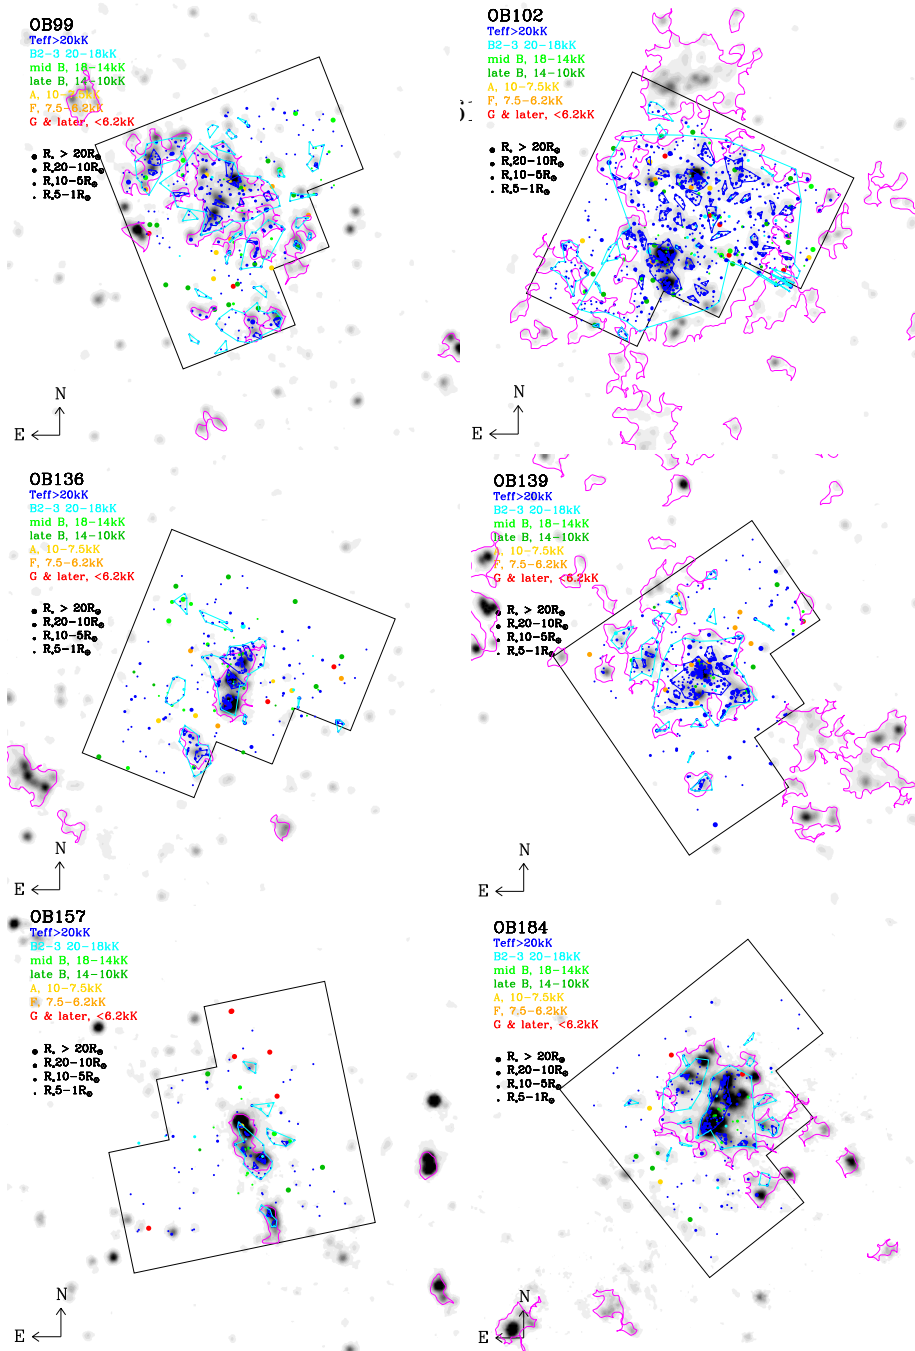 OB99
Teff>20kK
B2-3 20-18kK
mid B, 18-14kK
late B, 14-10kK
A, 10-7.5kK
F, 7.5-6.2kK
G & later, <6.2kK
R* > 20R⊙
R*20-10R⊙
R*10-5R⊙
R*5-1R⊙
N
E
OB102
Teff>20kK
B2-3 20-18kK
mid B, 18-14kK
late B, 14-10kK
A, 10-7.5kK
F, 7.5-6.2kK
G & later, <6.2kK
R* > 20R⊙
R*20-10R⊙
R*10-5R⊙
R*5-1R⊙
N
E
OB136
Teff>20kK
B2-3 20-18kK
mid B, 18-14kK
late B, 14-10kK
A, 10-7.5kK
F, 7.5-6.2kK
G & later, <6.2kK
R* > 20R⊙
R*20-10R⊙
R*10-5R⊙
R*5-1R⊙
N
E
OB139
Teff>20kK
B2-3 20-18kK
mid B, 18-14kK
late B, 14-10kK
A, 10-7.5kK
F, 7.5-6.2kK
G & later, <6.2kK
R* > 20R⊙
R*20-10R⊙
R*10-5R⊙
R*5-1R⊙
N
E
OB157
Teff>20kK
B2-3 20-18kK
mid B, 18-14kK
late B, 14-10kK
A, 10-7.5kK
F, 7.5-6.2kK
G & later, <6.2kK
R* > 20R⊙
R*20-10R⊙
R*10-5R⊙
R*5-1R⊙
N
E
OB184
Teff>20kK
B2-3 20-18kK
mid B, 18-14kK
late B, 14-10kK
A, 10-7.5kK
F, 7.5-6.2kK
G & later, <6.2kK
R* > 20R⊙
R*20-10R⊙
R*10-5R⊙
R*5-1R⊙
N
E